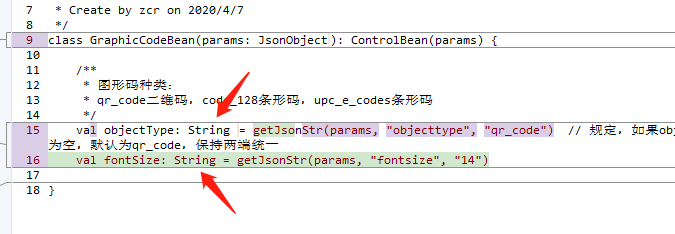 7 * Create by zcr on 2020/4/7
8 */
9 class GraphicCodeBean(params: JsonObject): ControlBean(params) {
10
11 /**
12 * 图形码种类:
13 * qr_code二维码, code_128条形码, upc_e_codes条形码
14 */
15 val objectType: String = getJsonStr(params, "objecttype", "qr_code") // 规定, 如果obj
为空, 默认为qr_code, 保持两端统一
16 val fontSize: String = getJsonStr(params, "fontsize", "14")
17
18 }